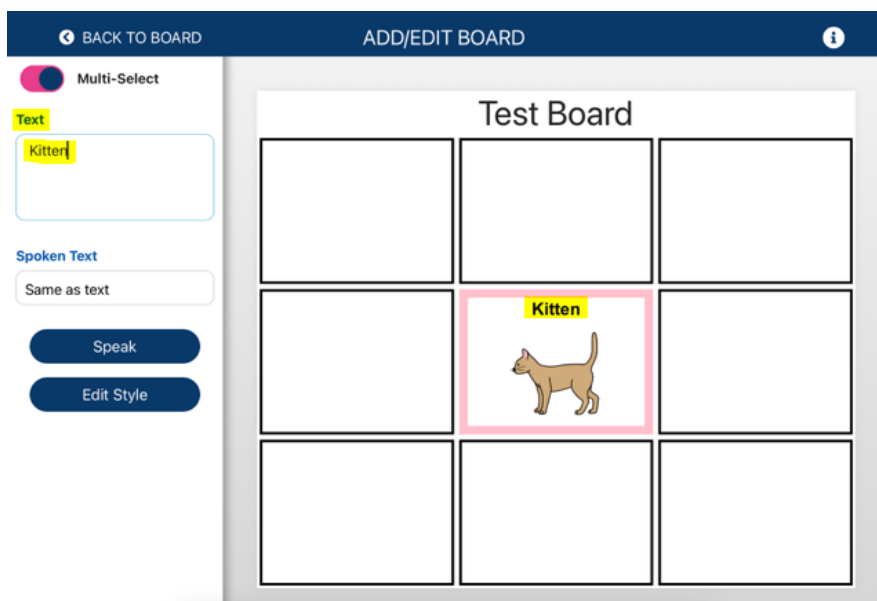 BACK TO BOARD
ADD/EDIT BOARD
Multi-Select
Text
Kitten
Spoken Text
Same as text
Speak
Edit Style
Test Board
Kitten